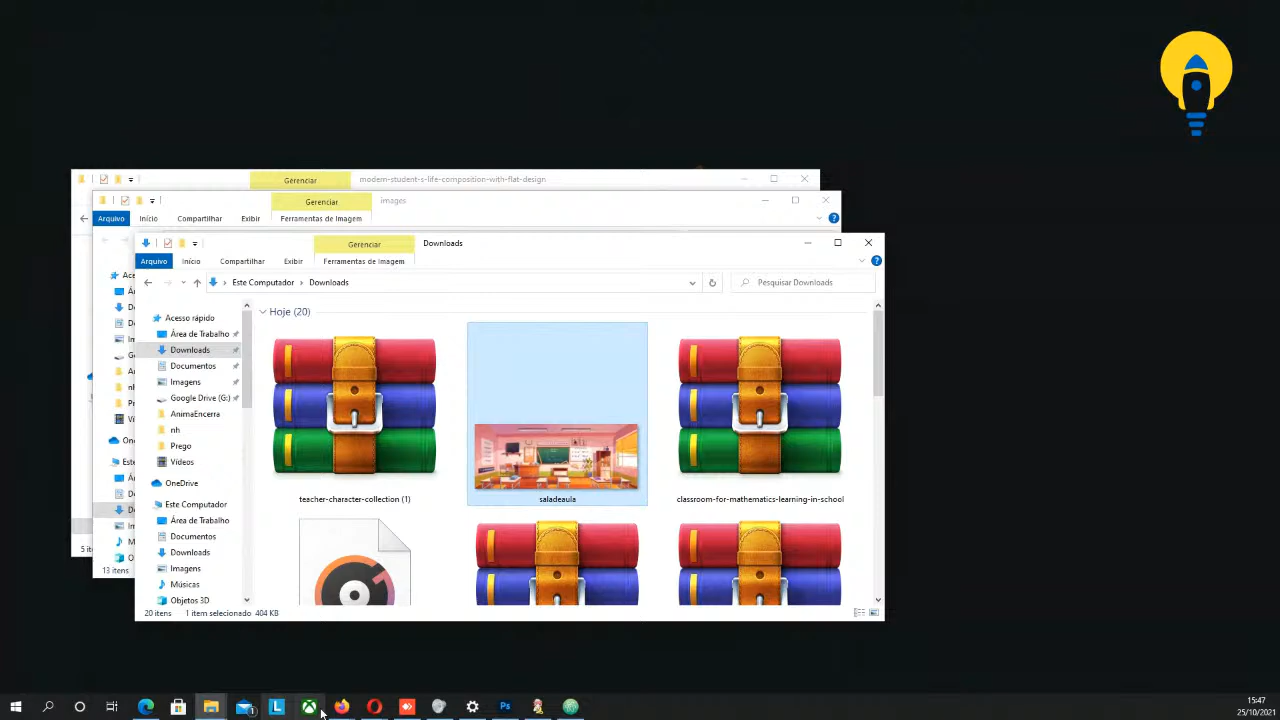 Gerenciar modern-student-s-life-composition-with-flat-design
Gerenciar images
Arquivo Início Compartilhar Exibir Ferramentas de Imagem
Gerenciar Downloads
Arquivo Início Compartilhar Exibir Ferramentas de Imagem
Este Computador Downloads
Pesquisar Downloads
Hoje (20)
Acesso rápido
Área de Trabalho
Downloads
Documentos
Imagens
Google Drive (G:)
AnimaEncerra
nh
Prego
Vídeos
OneDrive
Este Computador
Área de Trabalho
Documentos
Downloads
Imagens
Músicas
Objetos 3D
teacher-character-collection (1)
saladeaula
classroom-for-mathematics-learning-in-school
20 itens 1 item selecionado 404 KB
5 ite
13 itens
L
Ps
15:47
25/10/2021